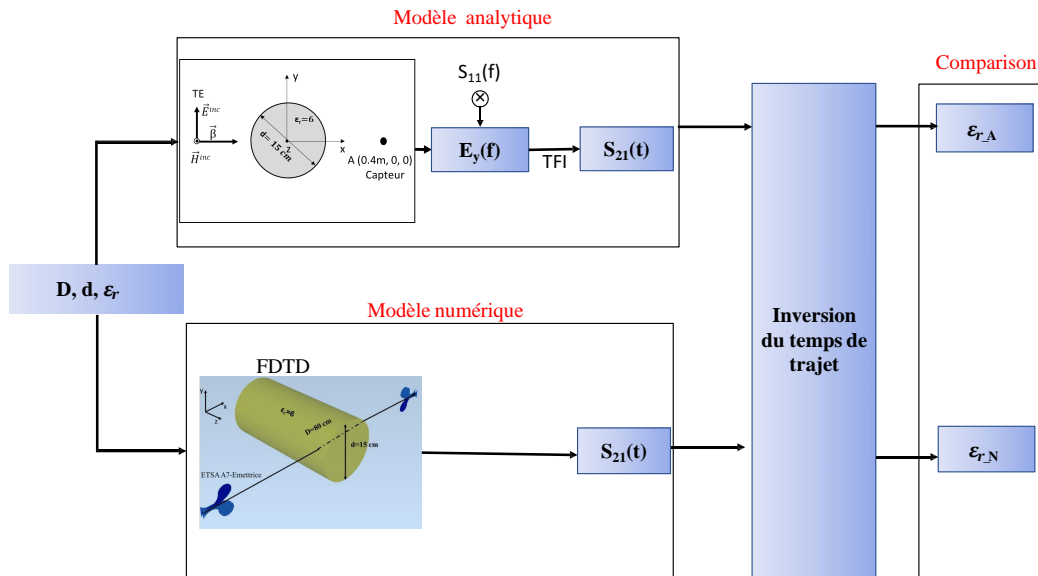 Modèle analytique
Comparison
TE
E⃗ⁱⁿᶜ
β⃗
H⃗ⁱⁿᶜ
y
εr=6
d= 15 cm
z
x
A (0.4m, 0, 0)
Capteur
S11(f)
Ey(f)
TFI
S21(t)
εr_A
D, d, εr
Inversion
du temps de
trajet
Modèle numérique
FDTD
y
x
z
εr=6
D=80 cm
d=15 cm
ETSA A7-Emettrice
S21(t)
εr_N